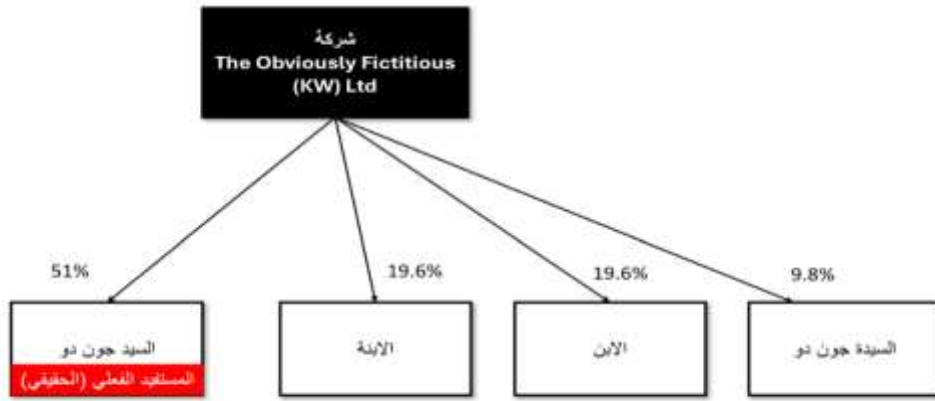 شركة
The Obviously Fictitious
(KW) Ltd
51%
19.6%
19.6%
9.8%
السيد جون دو
المستفيد الفعلي (الحقيقي)
الابنة
الابن
السيدة جون دو